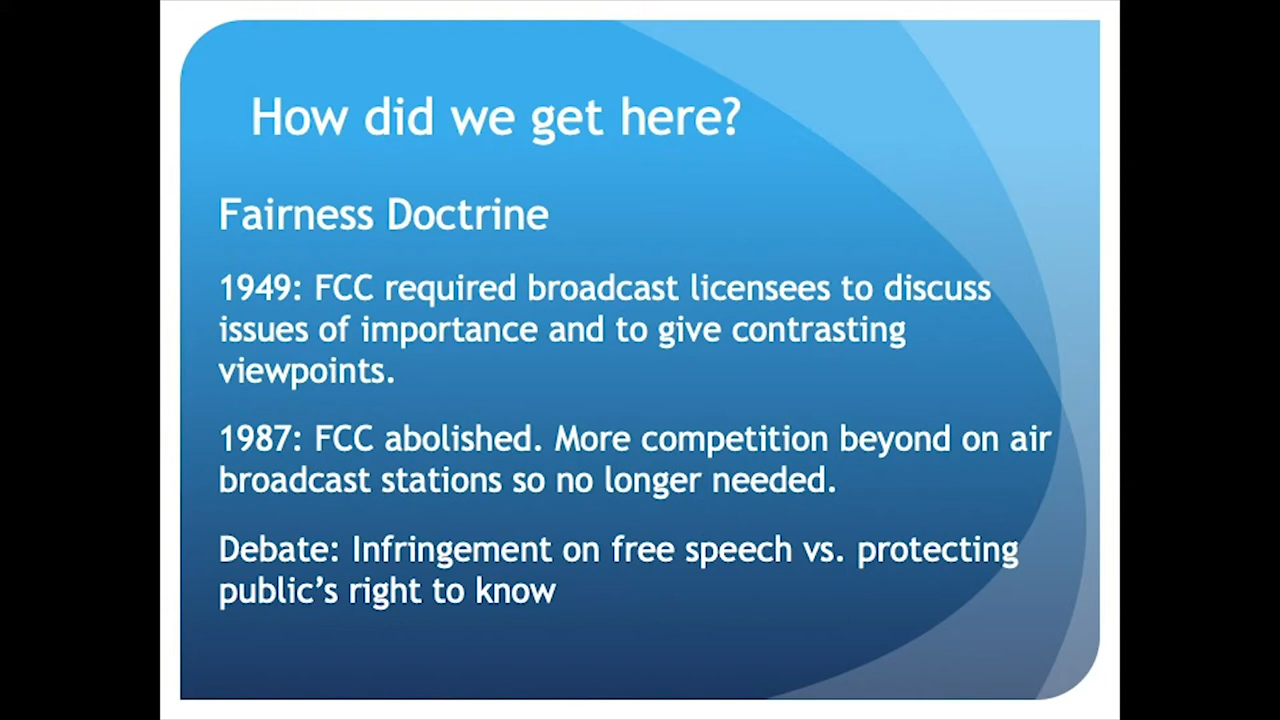 How did we get here?
Fairness Doctrine
1949: FCC required broadcast licensees to discuss
issues of importance and to give contrasting
viewpoints.
1987: FCC abolished. More competition beyond on air
broadcast stations so no longer needed.
Debate: Infringement on free speech vs. protecting
public’s right to know